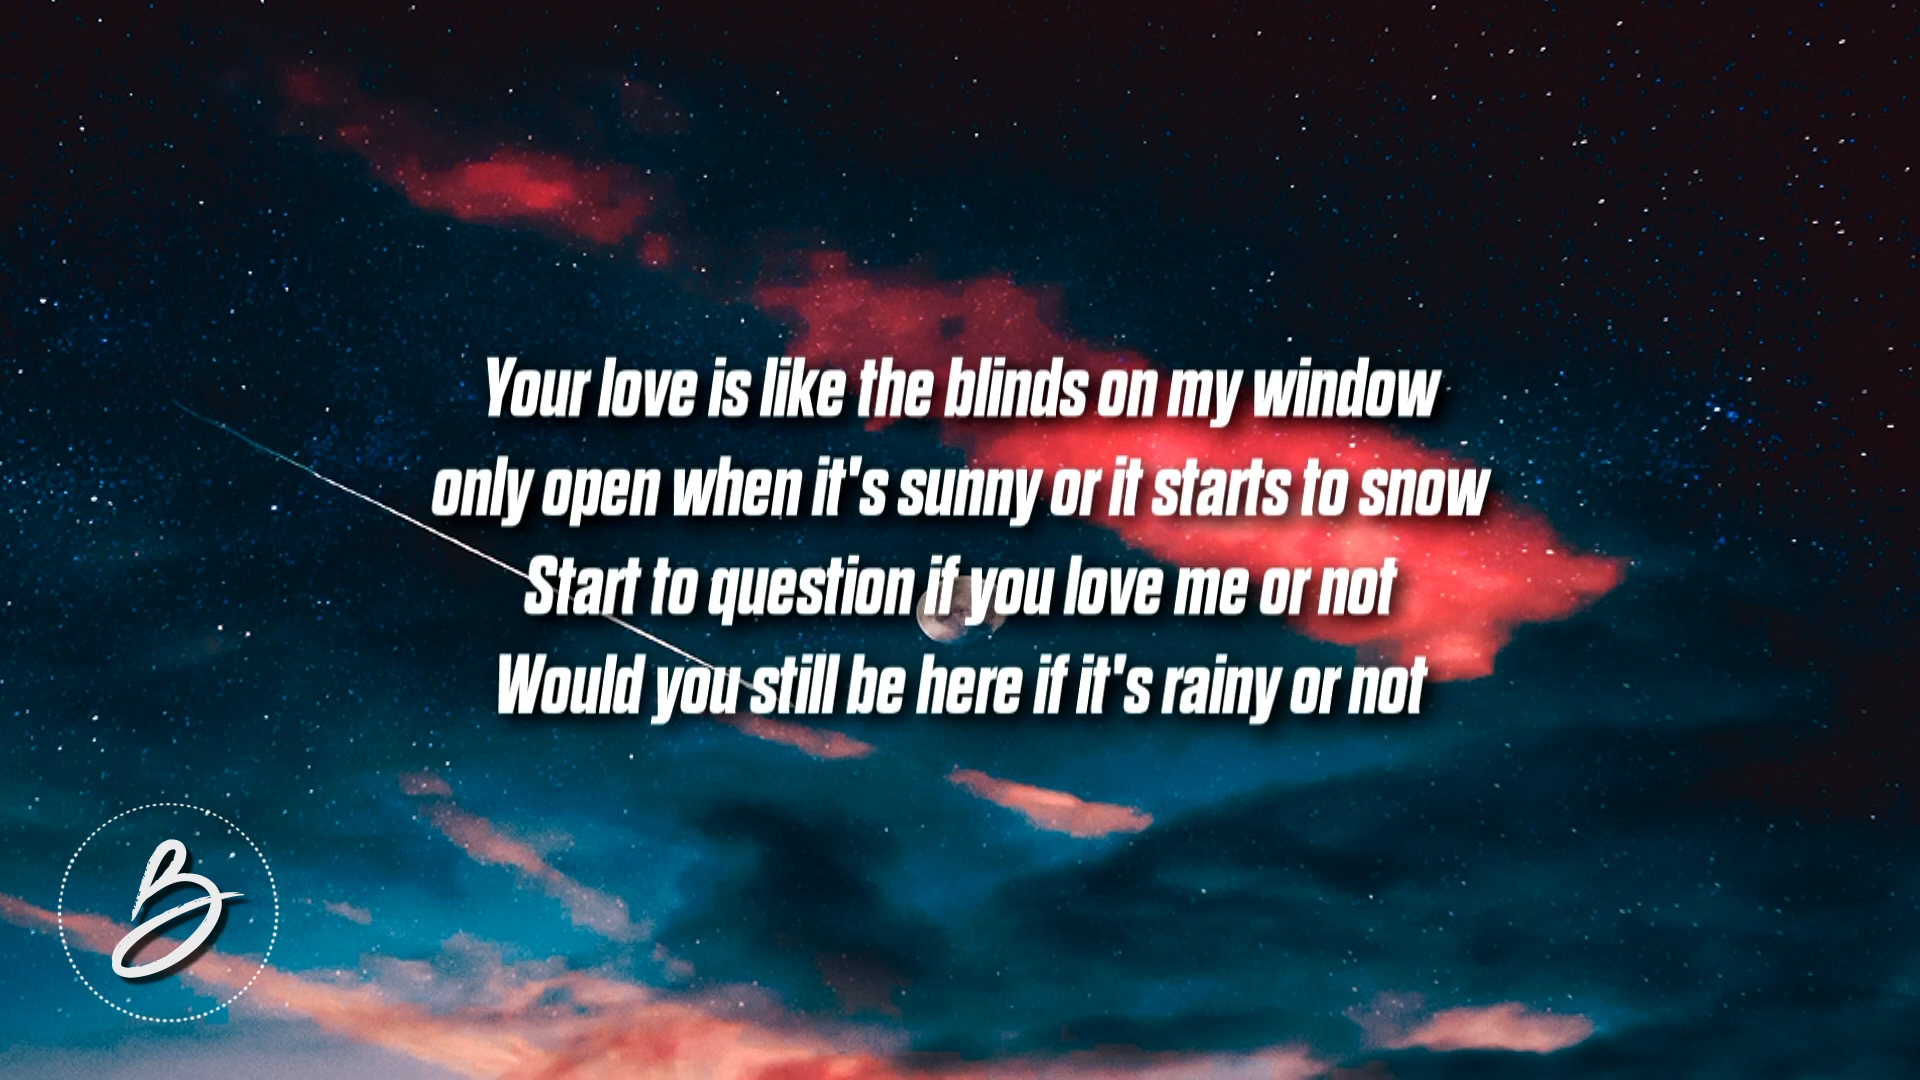 Your love is like the blinds on my window
only open when it's sunny or it starts to snow
Start to question if you love me or not
Would you still be here if it's rainy or not
B